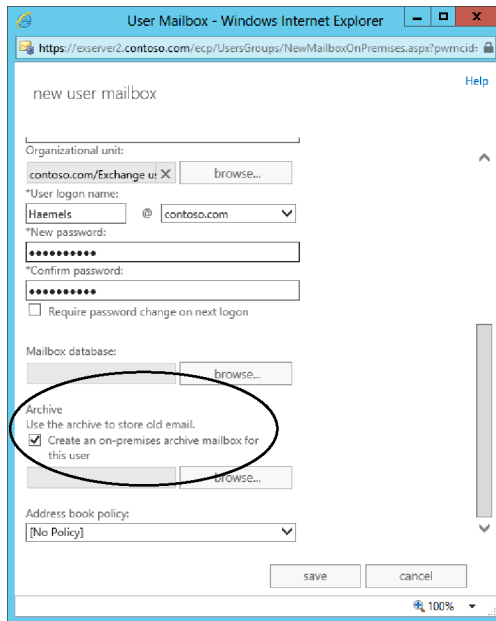 User Mailbox - Windows Internet Explorer
https://exserver2.contoso.com/ecp/UsersGroups/NewMailboxOnPremises.aspx?pwmcid=
Help
new user mailbox
Organizational unit:
contoso.com/Exchange us X browse...
*User logon name:
Haemels @ contoso.com
*New password:
••••••••••
*Confirm password:
••••••••••
Require password change on next logon
Mailbox database:
browse...
Archive
Use the archive to store old email.
Create an on-premises archive mailbox for
this user
browse...
Address book policy:
[No Policy]
save cancel
100%